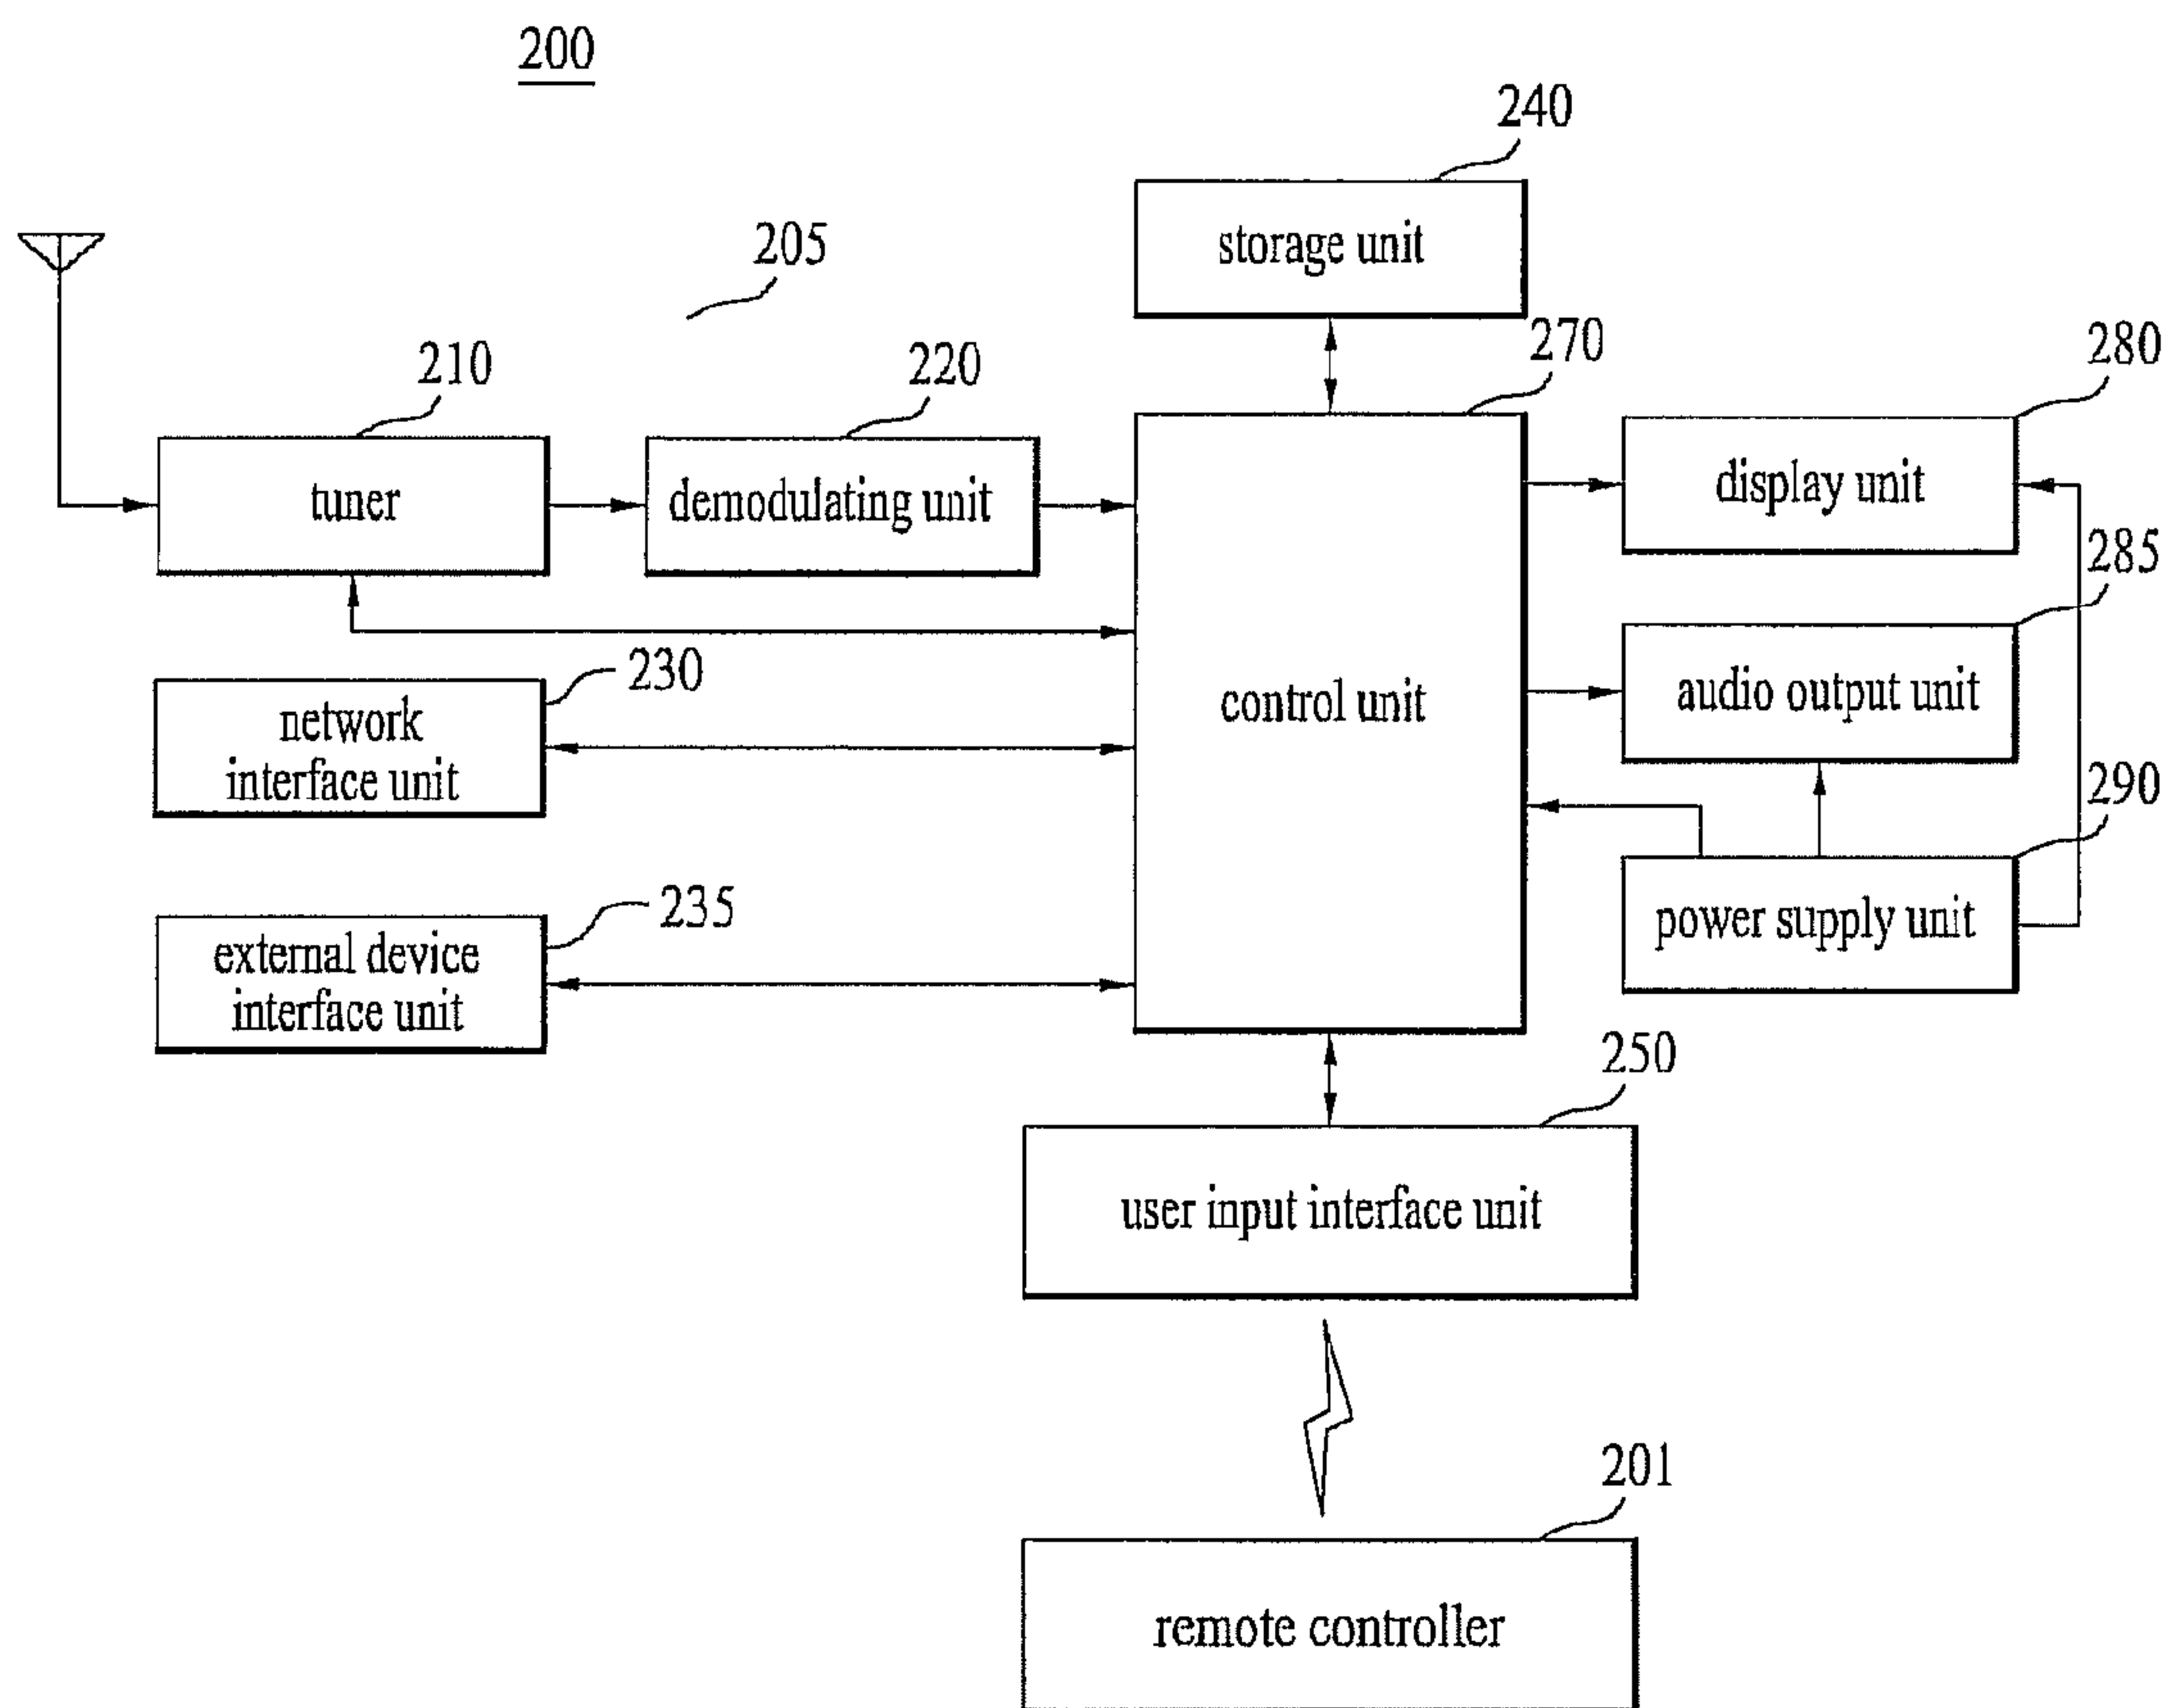 200
240
storage unit
205
210
220
270
280
tuner
demodulating unit
display unit
285
230
network
interface unit
control unit
audio output unit
290
235
external device
interface unit
power supply unit
250
user input interface unit
201
remote controller